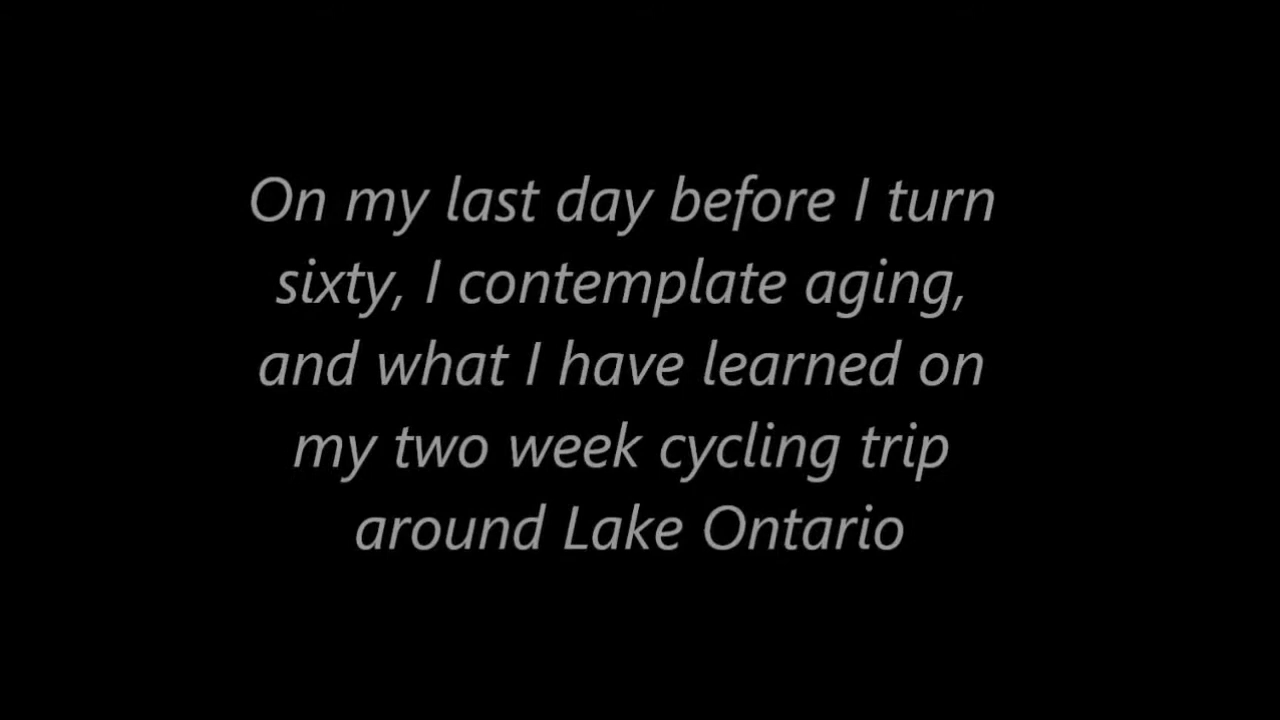 On my last day before I turn
sixty, I contemplate aging,
and what I have learned on
my two week cycling trip
around Lake Ontario